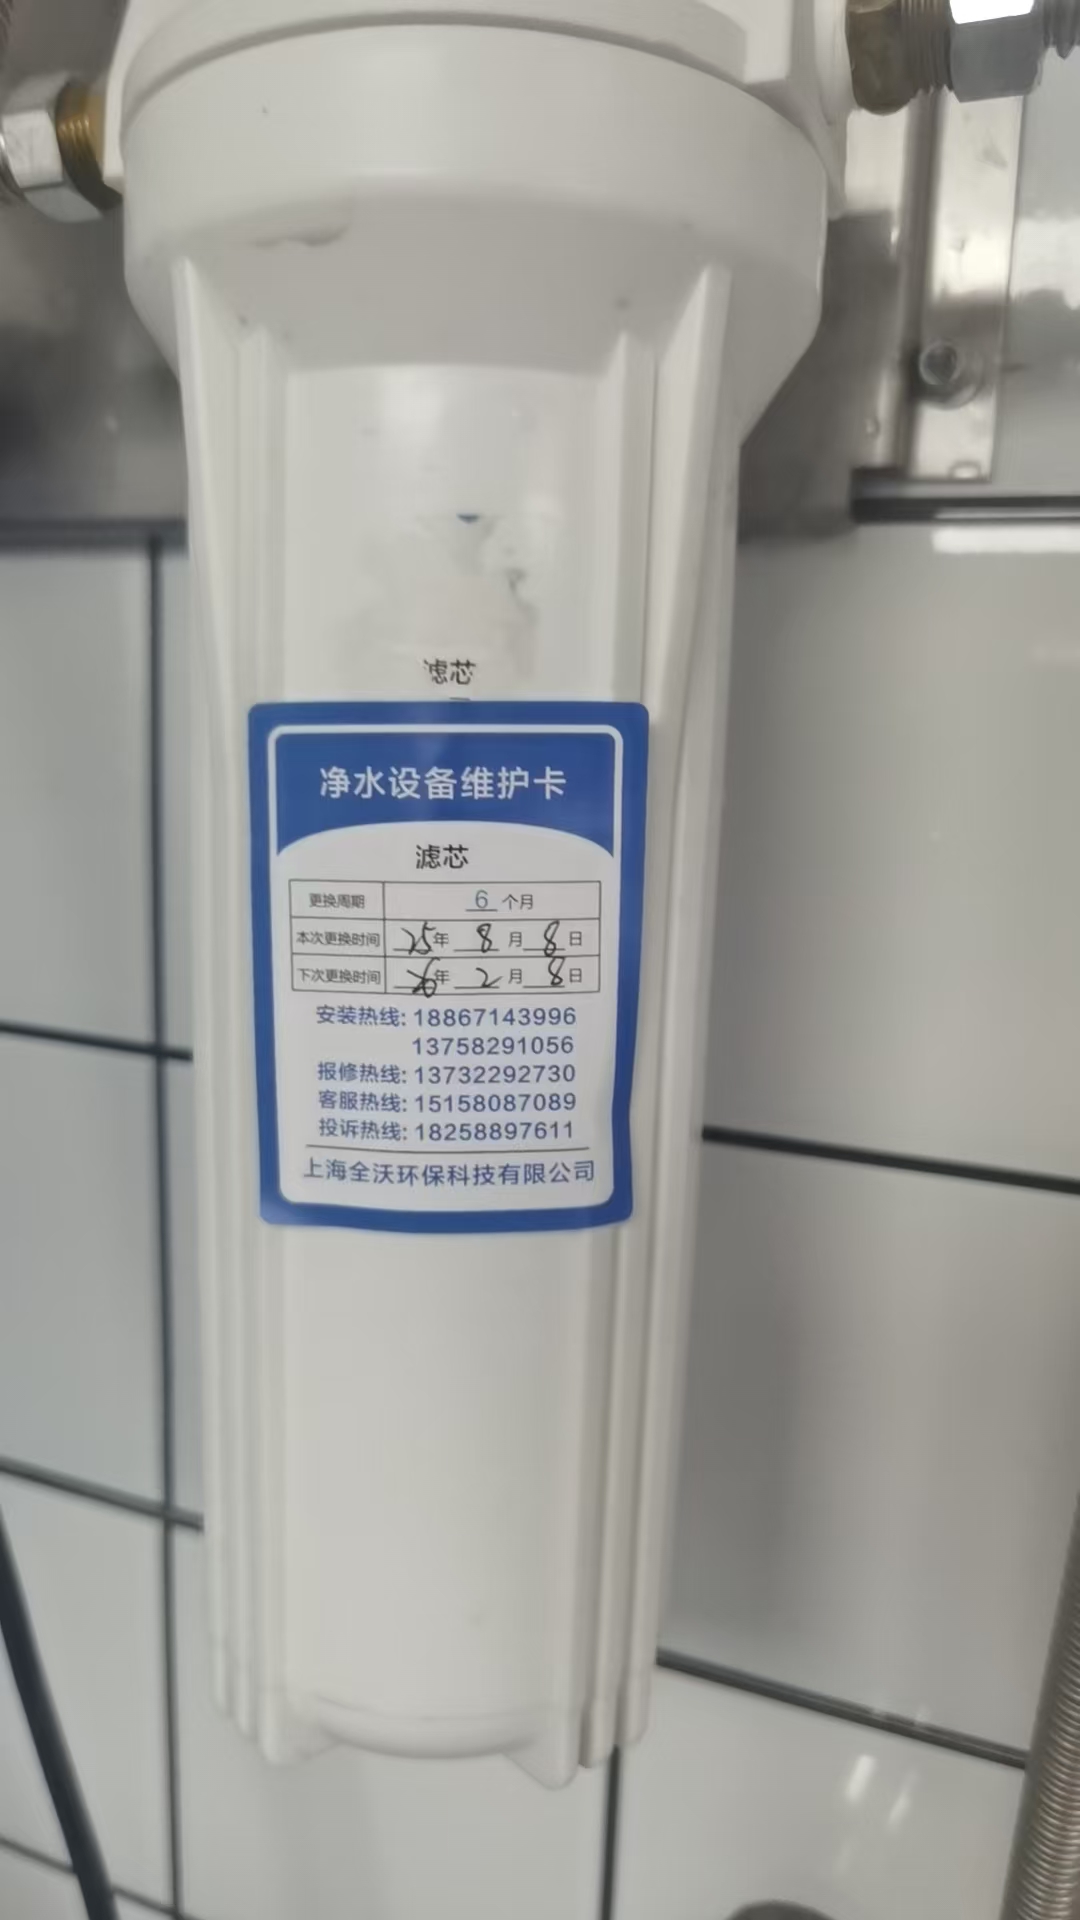 滤芯
净水设备维护卡
滤芯
更换周期 6 个月
本次更换时间 25年 8 月 8 日
下次更换时间 26年 2 月 8 日
安装热线: 18867143996
13758291056
报修热线: 13732292730
客服热线: 15158087089
投诉热线: 18258897611
上海全沃环保科技有限公司